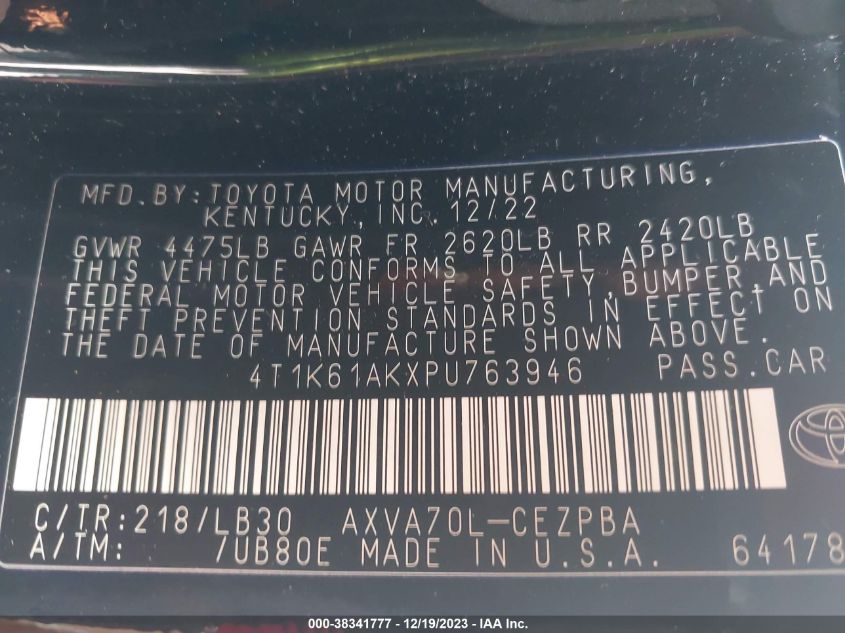 MFD.BY:TOYOTA MOTOR MANUFACTURING,
KENTUCKY, INC. 12/22
GVWR 4475LB GAWR FR 2620LB RR 2420LB
THIS VEHICLE CONFORMS TO ALL APPLICABLE
FEDERAL MOTOR VEHICLE SAFETY,BUMPER,AND
THEFT PREVENTION STANDARDS IN EFFECT ON
THE DATE OF MANUFACTURE SHOWN ABOVE.
4T1K61AKXPU763946 PASS.CAR
C/TR:218/LB30 AXVA70L-CEZPBA
A/TM: /UB80E MADE IN U.S.A. 64178
000-38341777 - 12/19/2023 - IAA Inc.